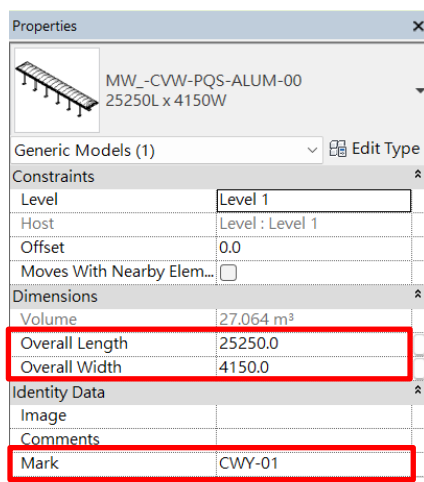 Properties
MW_-CVW-PQS-ALUM-00
25250L x 4150W
Generic Models (1) Edit Type
Constraints
Level Level 1
Host Level : Level 1
Offset 0.0
Moves With Nearby Elem...
Dimensions
Volume 27.064 m³
Overall Length 25250.0
Overall Width 4150.0
Identity Data
Image
Comments
Mark CWY-01